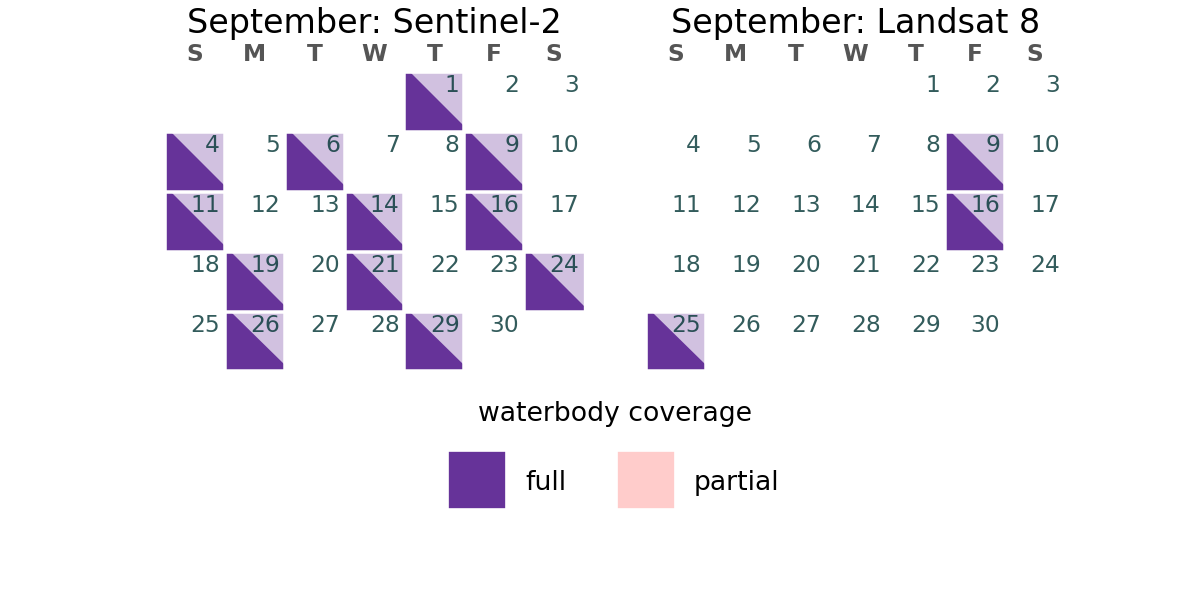 September: Sentinel-2
S M T W T F S
1 2 3
4 5 6 7 8 9 10
11 12 13 14 15 16 17
18 19 20 21 22 23 24
25 26 27 28 29 30
September: Landsat 8
S M T W T F S
1 2 3
4 5 6 7 8 9 10
11 12 13 14 15 16 17
18 19 20 21 22 23 24
25 26 27 28 29 30
waterbody coverage
full partial